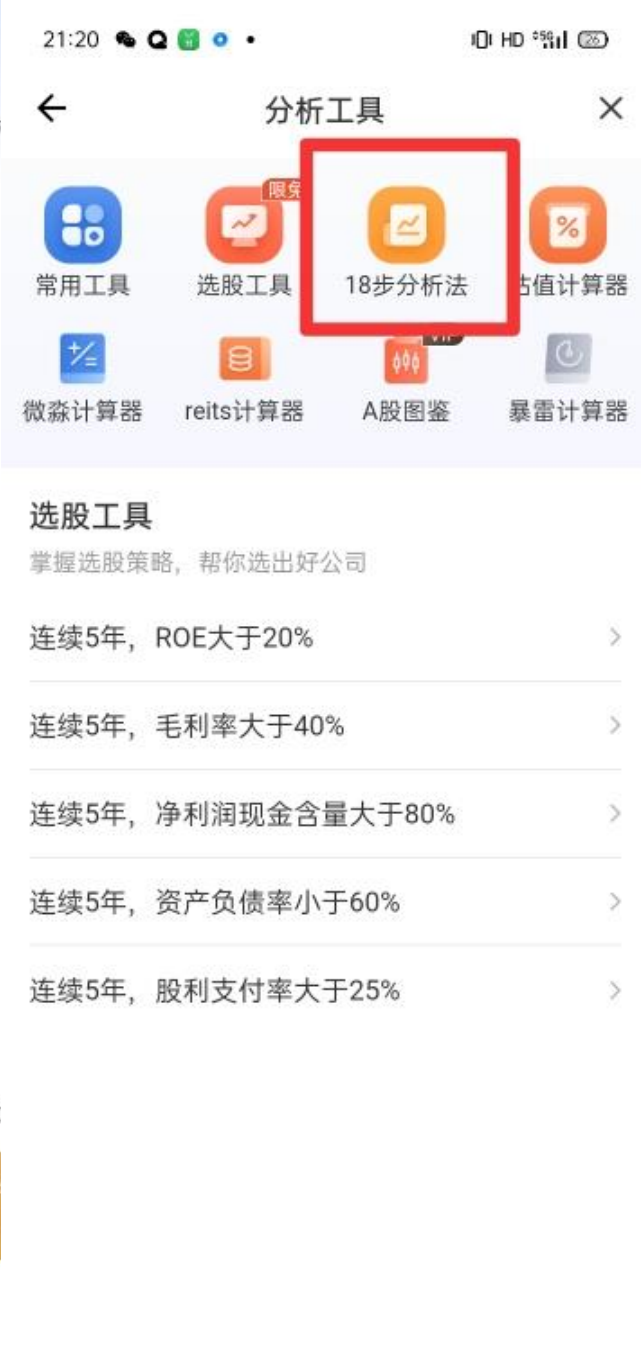 21:20 HD 5G 26
分析工具
限免
常用工具 选股工具 18步分析法 估值计算器
VIP
微淼计算器 reits计算器 A股图鉴 暴雷计算器
选股工具
掌握选股策略，帮你选出好公司
连续5年，ROE大于20%
连续5年，毛利率大于40%
连续5年，净利润现金含量大于80%
连续5年，资产负债率小于60%
连续5年，股利支付率大于25%